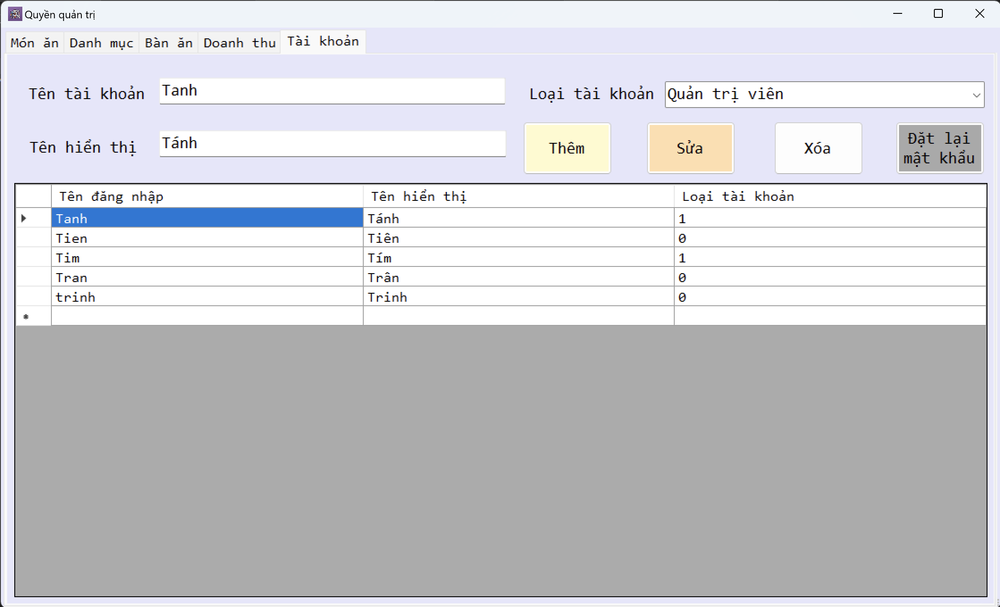 Quyền quản trị
Món ăn Danh mục Bàn ăn Doanh thu Tài khoản
Tên tài khoản Tanh Loại tài khoản Quản trị viên
Tên hiển thị Tánh Thêm Sửa Xóa Đặt lại mật khẩu
Tên đăng nhập Tên hiển thị Loại tài khoản
Tanh Tánh 1
Tien Tiên 0
Tim Tím 1
Tran Trân 0
trinh Trinh 0